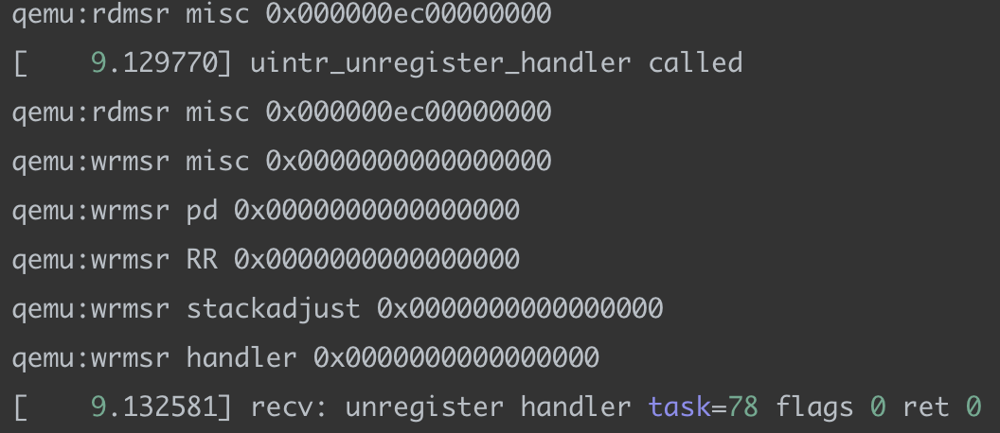 qemu:rdmsr misc 0x000000ec00000000
[    9.129770] uintr_unregister_handler called
qemu:rdmsr misc 0x000000ec00000000
qemu:wrmsr misc 0x0000000000000000
qemu:wrmsr pd 0x0000000000000000
qemu:wrmsr RR 0x0000000000000000
qemu:wrmsr stackadjust 0x0000000000000000
qemu:wrmsr handler 0x0000000000000000
[    9.132581] recv: unregister handler task=78 flags 0 ret 0